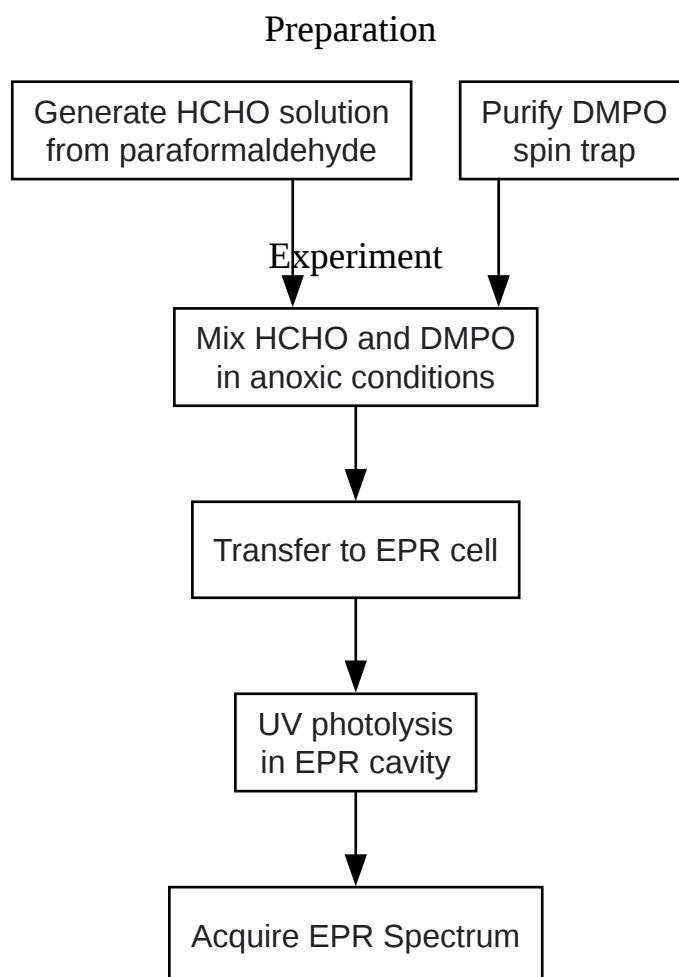 Preparation
Generate HCHO solution
from paraformaldehyde
Purify DMPO
spin trap
Experiment
Mix HCHO and DMPO
in anoxic conditions
Transfer to EPR cell
UV photolysis
in EPR cavity
Acquire EPR Spectrum